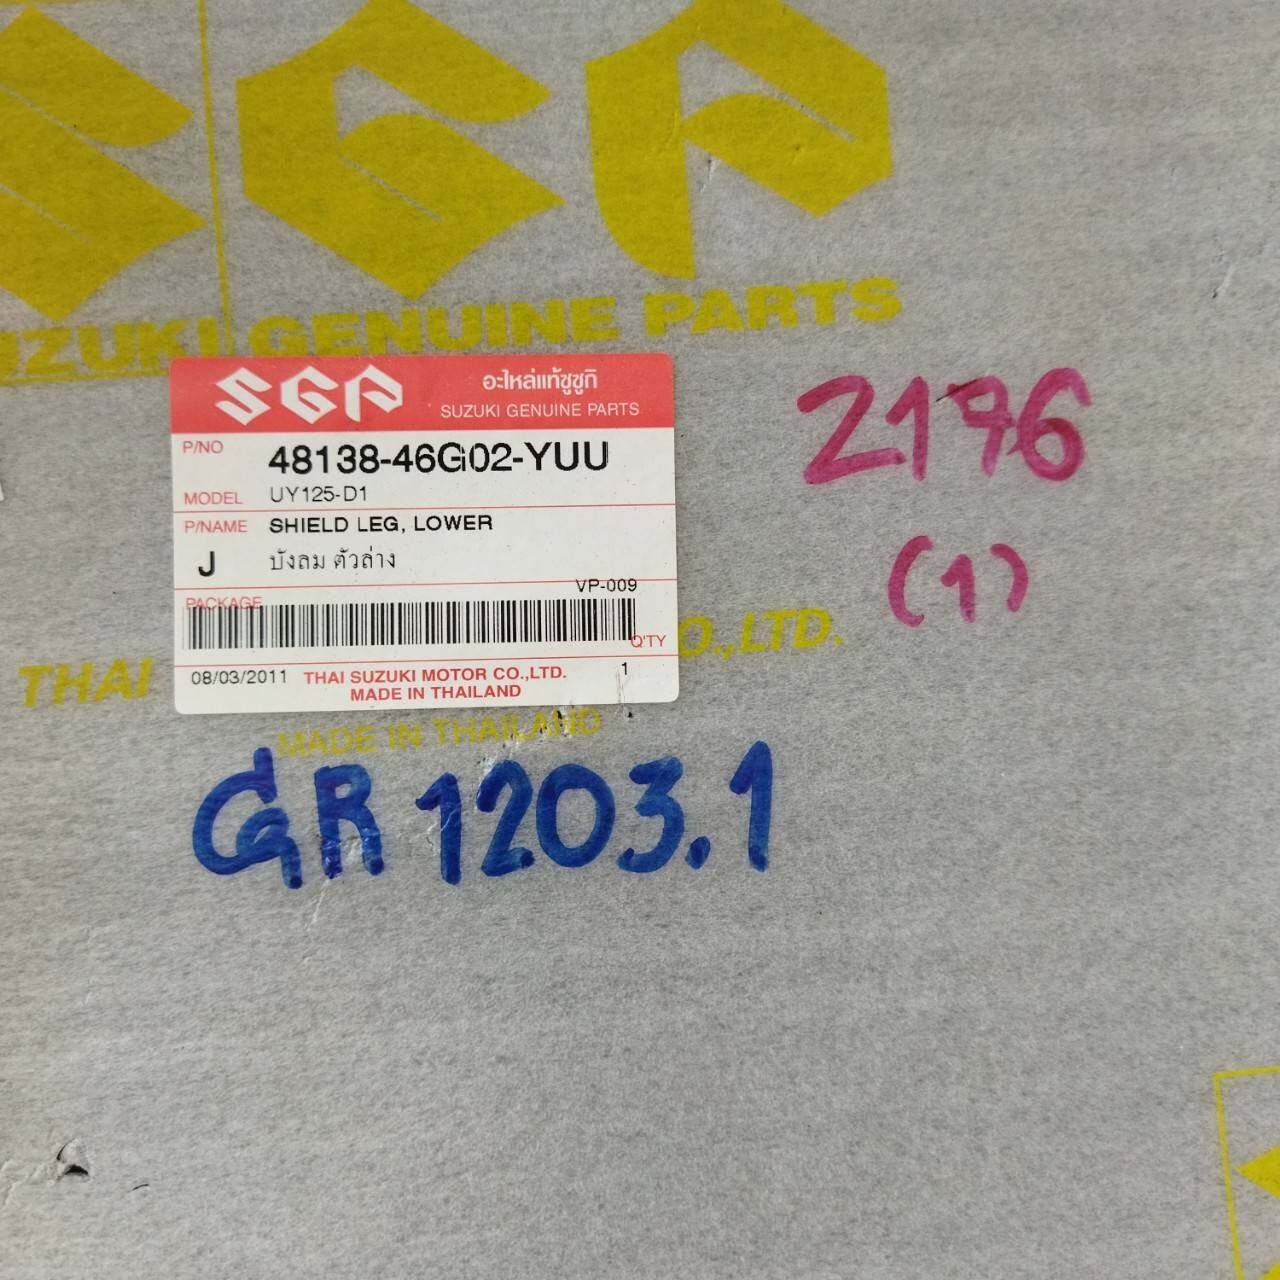 SGP
SUZUKI GENUINE PARTS
SGP
อะไหล่แท้ซูซูกิ
SUZUKI GENUINE PARTS
P/NO 48138-46G02-YUU
MODEL UY125-D1
P/NAME SHIELD LEG, LOWER
J บังลม ตัวล่าง
VP-009
PACKAGE
Q'TY
08/03/2011 THAI SUZUKI MOTOR CO.,LTD. 1
MADE IN THAILAND
2176
(1)
THAI CO.,LTD.
MADE IN THAILAND
GR 1203.1